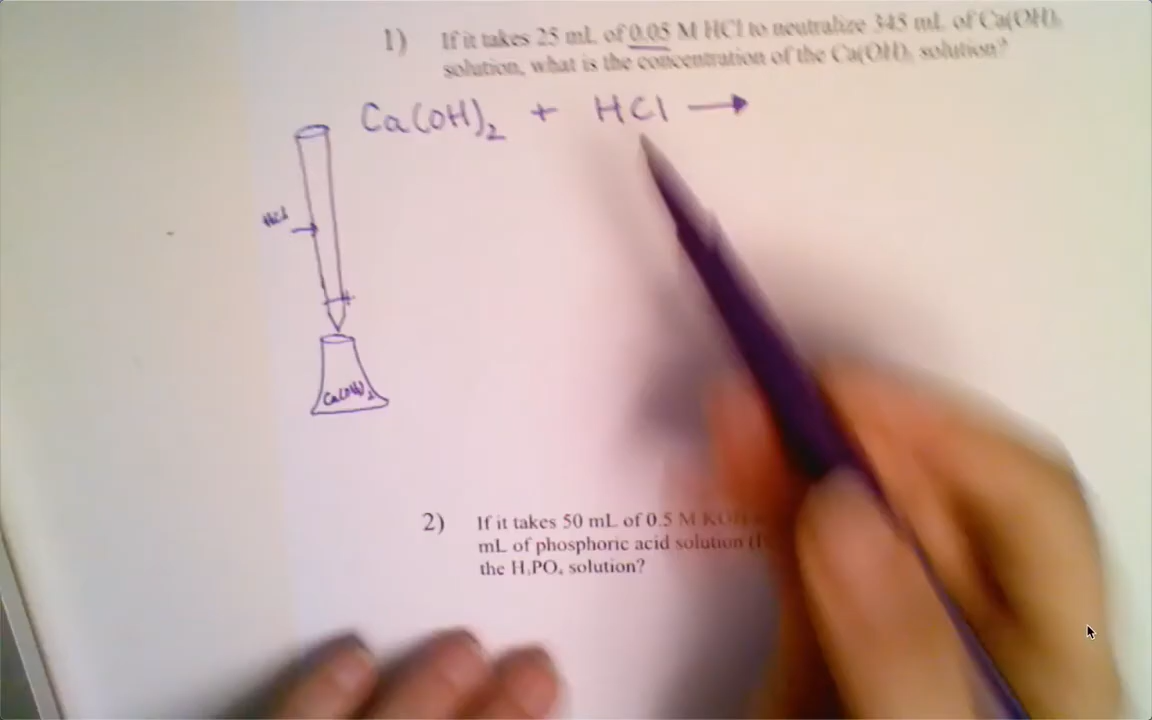 1) If it takes 25 mL of 0.05 M HCl to neutralize 345 mL of Ca(OH)₂
solution, what is the concentration of the Ca(OH)₂ solution?
Ca(OH)₂ + HCl →
HCl
Ca(OH)₂
2) If it takes 50 mL of 0.5 M KOH
mL of phosphoric acid solution
the H₃PO₄ solution?